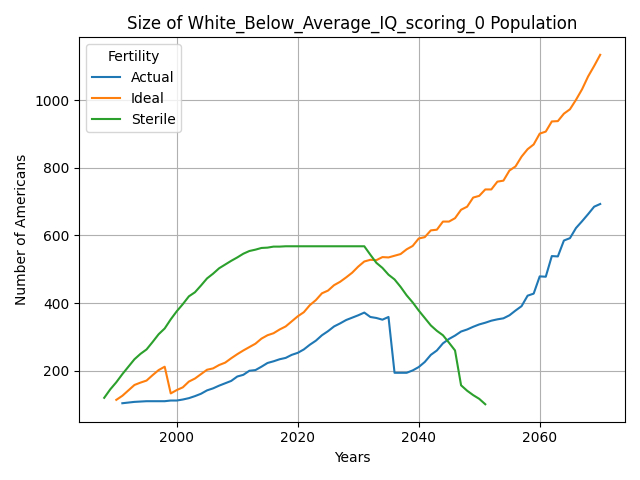 Size of White_Below_Average_IQ_scoring_0 Population
Fertility
Actual
Ideal
Sterile
Number of Americans
1000
800
600
400
200
2000
2020
2040
2060
Years